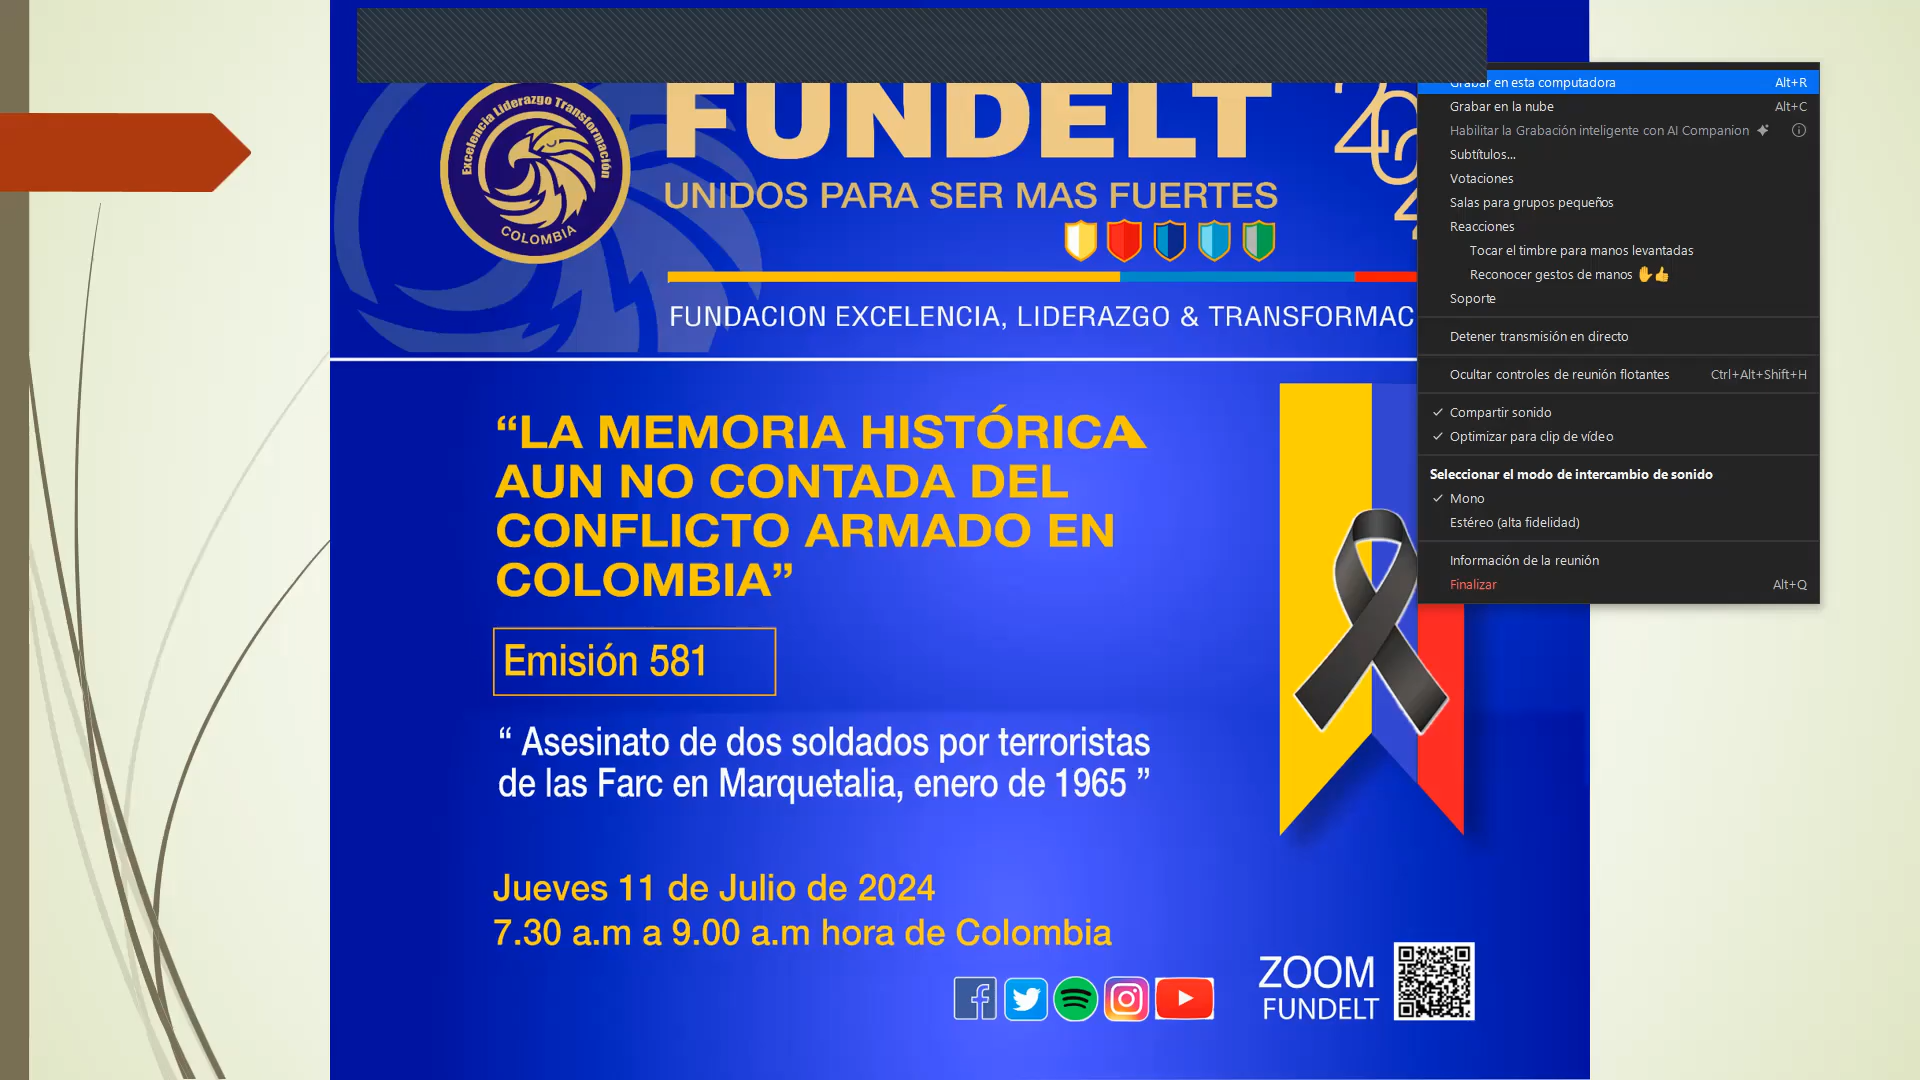 FUNDELT
Excelencia Liderazgo Transformación
COLOMBIA
UNIDOS PARA SER MAS FUERTES
FUNDACION EXCELENCIA, LIDERAZGO & TRANSFORMAC
“LA MEMORIA HISTÓRICA
AUN NO CONTADA DEL
CONFLICTO ARMADO EN
COLOMBIA”
Emisión 581
“ Asesinato de dos soldados por terroristas
de las Farc en Marquetalia, enero de 1965 ”
Jueves 11 de Julio de 2024
7.30 a.m a 9.00 a.m hora de Colombia
ZOOM
FUNDELT
Grabar en esta computadora Alt+R
Grabar en la nube Alt+C
Habilitar la Grabación inteligente con AI Companion
Subtítulos...
Votaciones
Salas para grupos pequeños
Reacciones
Tocar el timbre para manos levantadas
Reconocer gestos de manos ✋👍
Soporte
Detener transmisión en directo
Ocultar controles de reunión flotantes Ctrl+Alt+Shift+H
✓ Compartir sonido
✓ Optimizar para clip de vídeo
Seleccionar el modo de intercambio de sonido
✓ Mono
Estéreo (alta fidelidad)
Información de la reunión
Finalizar Alt+Q